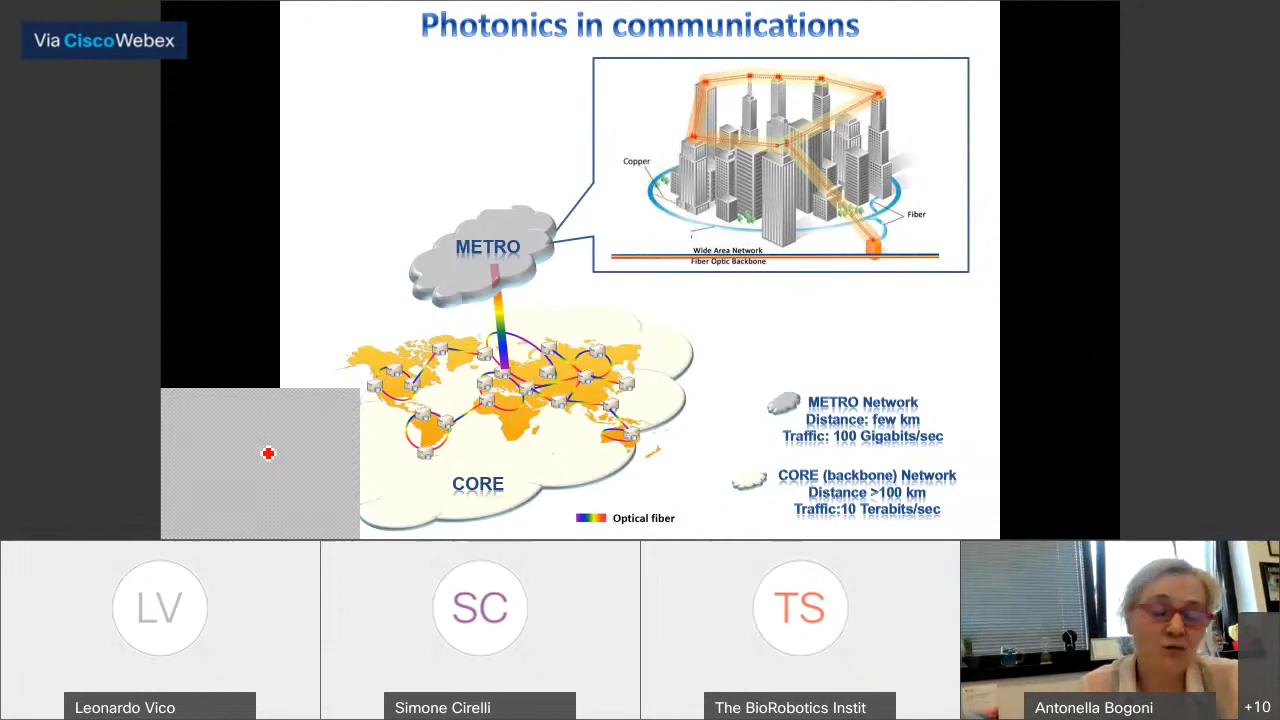 Photonics in communications
Via CiscoWebex
Copper
Fiber
METRO
Wide Area Network
Fiber Optic Backbone
METRO Network
Distance: few km
Traffic: 100 Gigabits/sec
CORE (backbone) Network
Distance >100 km
Traffic:10 Terabits/sec
CORE
Optical fiber
LV
SC
TS
Leonardo Vico
Simone Cirelli
The BioRobotics Instit
Antonella Bogoni
+10